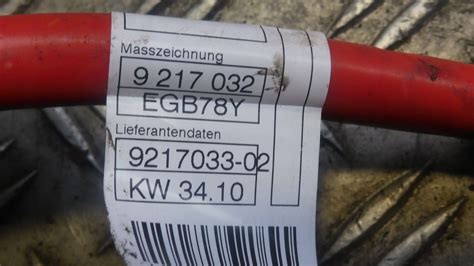 Masszeichnung
9 217 032
EGB78Y
Lieferantendaten
9217033-02
KW 34.10